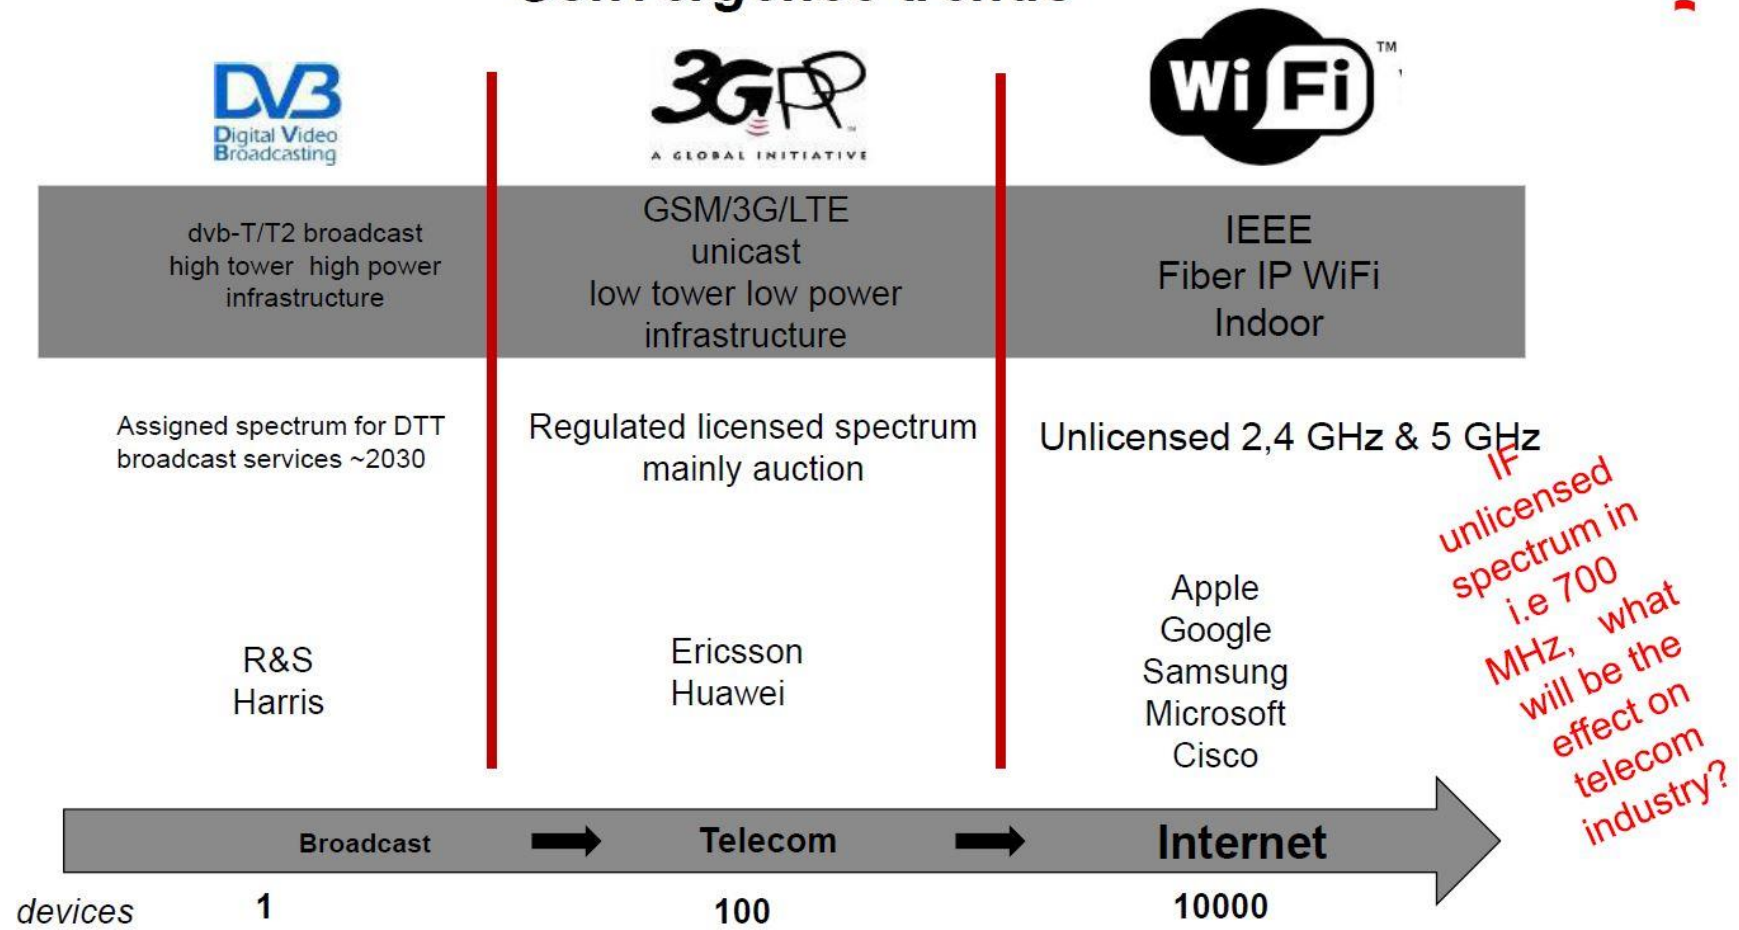 DVB
Digital Video
Broadcasting
3GPP
™
A GLOBAL INITIATIVE
WiFi
TM
dvb-T/T2 broadcast
high tower  high power
infrastructure
GSM/3G/LTE
unicast
low tower low power
infrastructure
IEEE
Fiber IP WiFi
Indoor
Assigned spectrum for DTT
broadcast services ~2030
Regulated licensed spectrum
mainly auction
Unlicensed 2,4 GHz & 5 GHz
IF
unlicensed
spectrum in
i.e 700
MHz,  what
will be the
effect on
telecom
industry?
R&S
Harris
Ericsson
Huawei
Apple
Google
Samsung
Microsoft
Cisco
Broadcast
Telecom
Internet
devices
1
100
10000